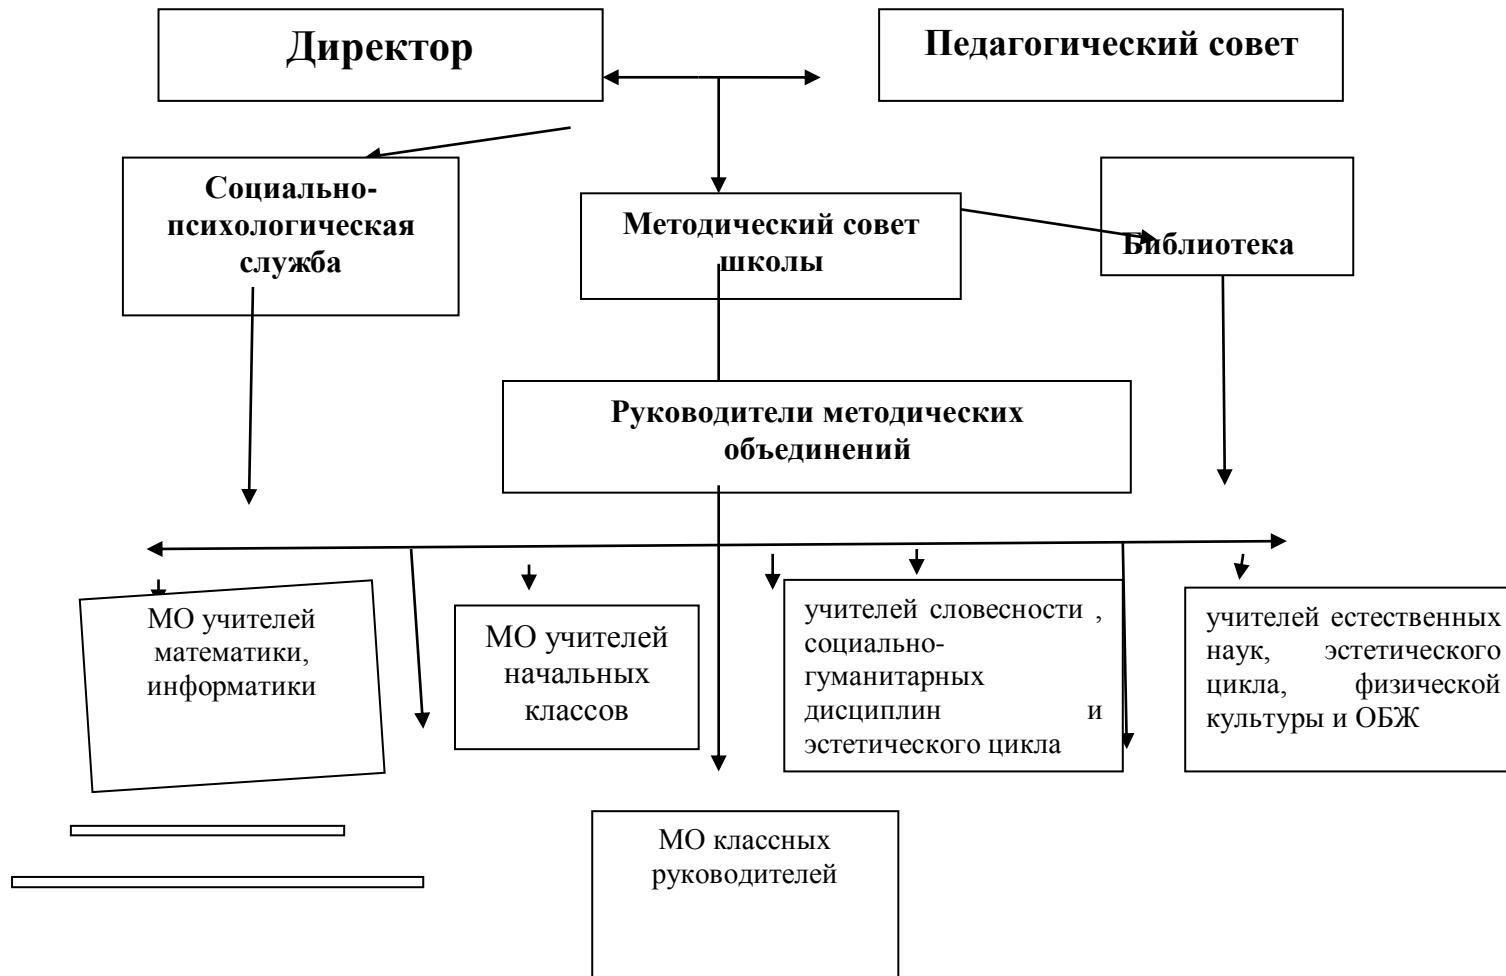 Директор
Педагогический совет
Социально-
психологическая
служба
Методический совет
школы
Библиотека
Руководители методических
объединений
МО учителей
математики,
информатики
МО учителей
начальных
классов
учителей словесности ,
социально-
гуманитарных
дисциплин и
эстетического цикла
учителей естественных
наук, эстетического
цикла, физической
культуры и ОБЖ
МО классных
руководителей